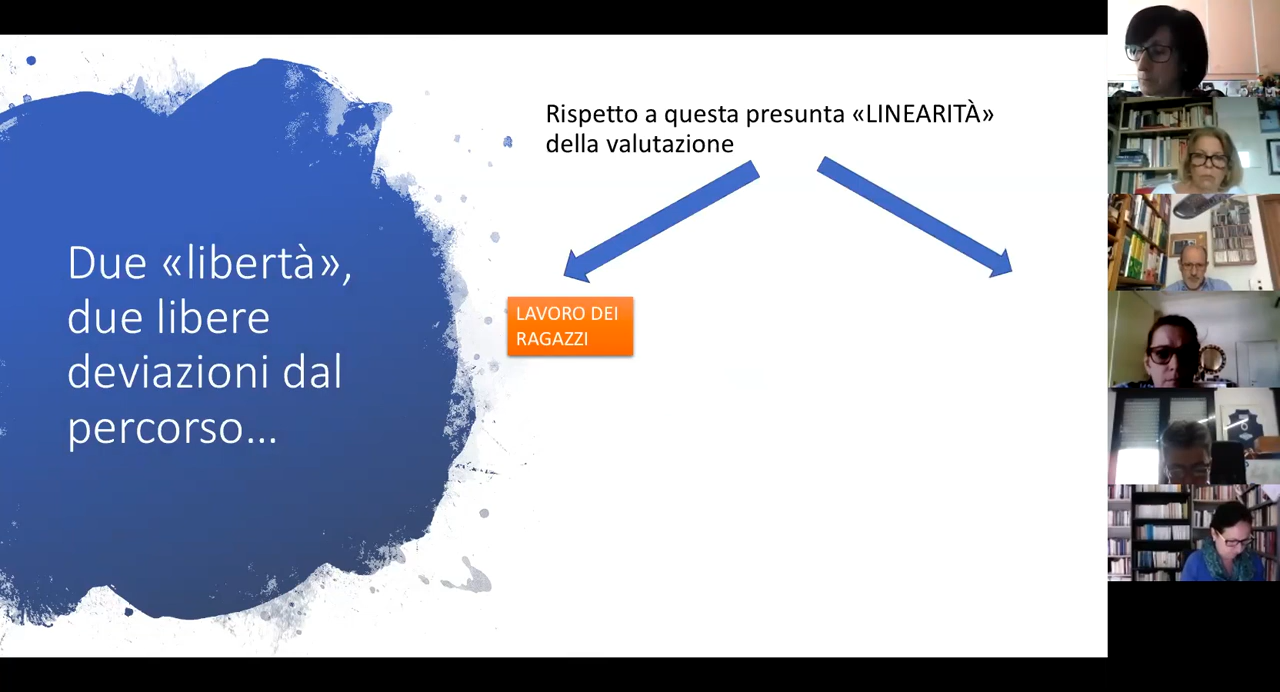 Due «libertà»,
due libere
deviazioni dal
percorso...
Rispetto a questa presunta «LINEARITÀ»
della valutazione
LAVORO DEI
RAGAZZI